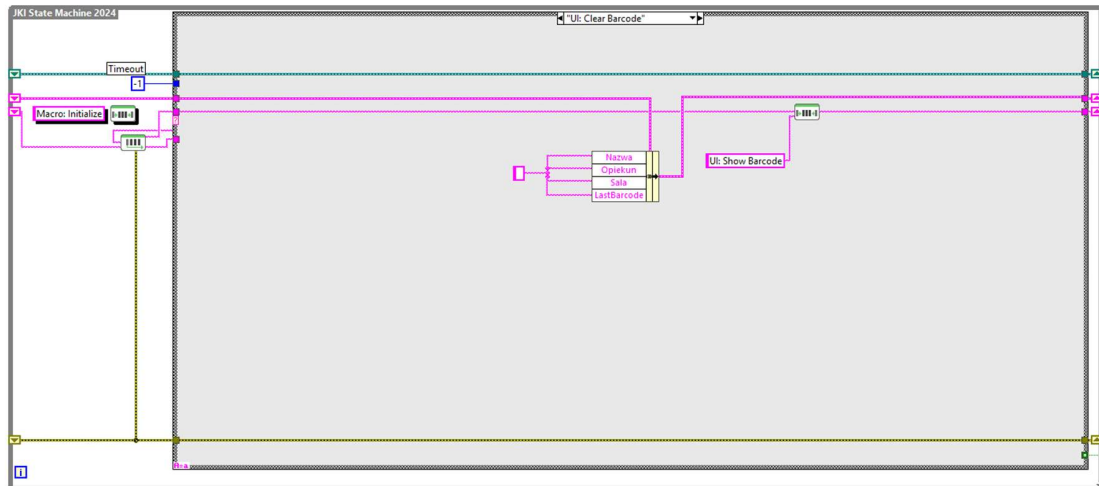 JKI State Machine 2024
"UI: Clear Barcode"
Timeout
-1
Macro: Initialize
Nazwa
Opiekun
Sala
LastBarcode
UI: Show Barcode
?
i
A=a